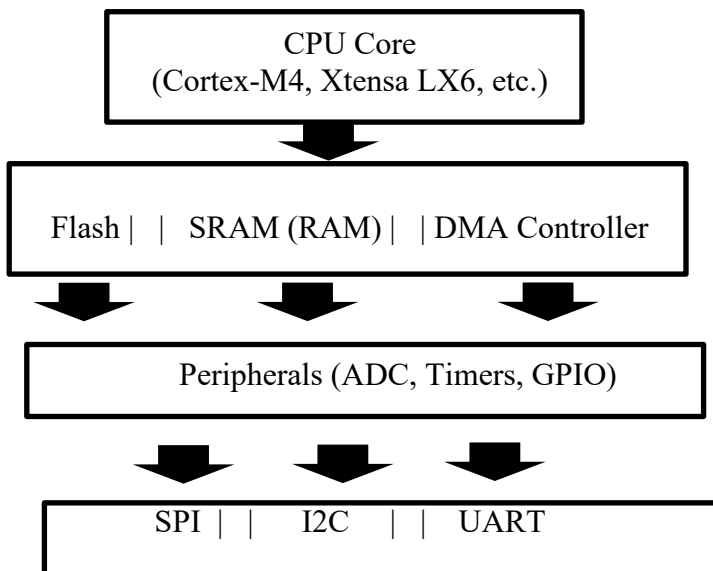 CPU Core
(Cortex-M4, Xtensa LX6, etc.)
Flash | | SRAM (RAM) | | DMA Controller
Peripherals (ADC, Timers, GPIO)
SPI | | I2C | | UART